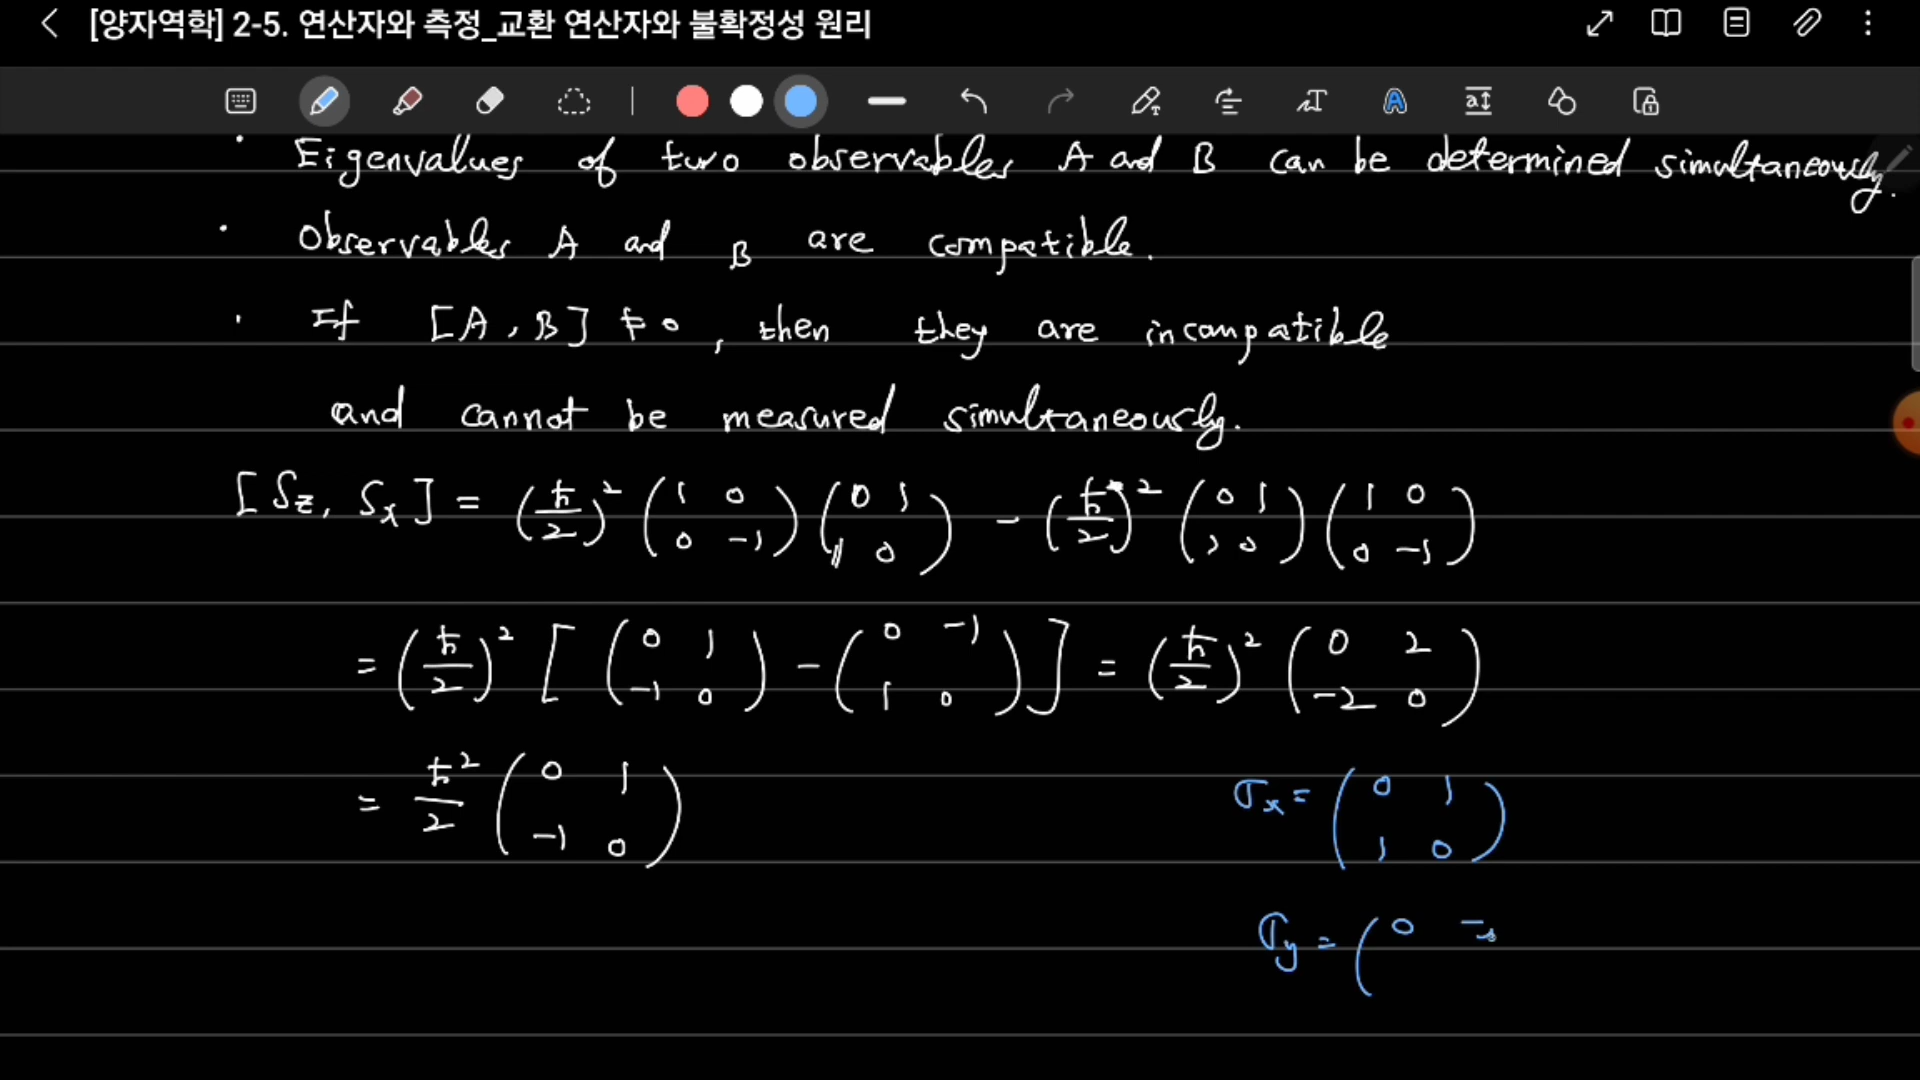 [양자역학] 2-5. 연산자와 측정_교환 연산자와 불확정성 원리
· Eigenvalues of two observables A and B can be determined simultaneously.
· Observables A and B are compatible.
· If [A, B] ≠ 0, then they are incompatible
and cannot be measured simultaneously.
[Sz, Sx] = (ħ/2)² (1 0; 0 -1)(0 1; 1 0) - (ħ/2)² (0 1; 1 0)(1 0; 0 -1)
= (ħ/2)² [(0 1; -1 0) - (0 -1; 1 0)] = (ħ/2)² (0 2; -2 0)
= ħ²/2 (0 1; -1 0)
σx = (0 1; 1 0)
σy = (0 -